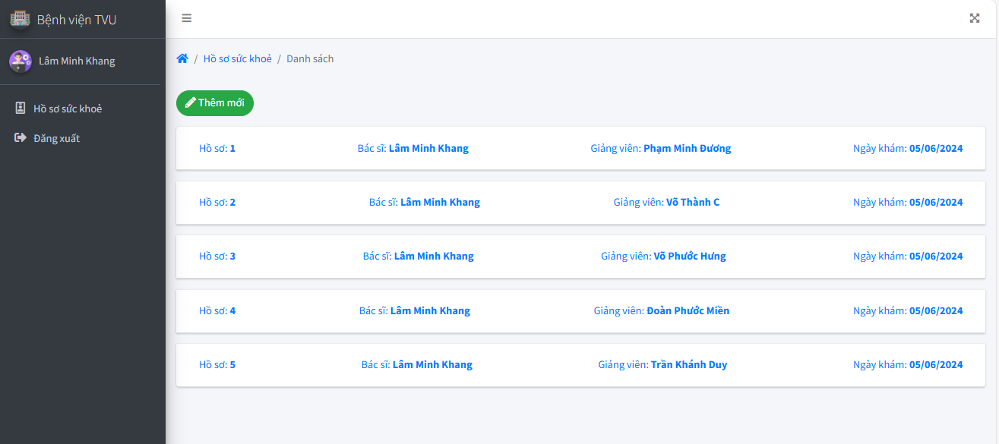 Bệnh viện TVU
Lâm Minh Khang
Hồ sơ sức khoẻ
Đăng xuất
/ Hồ sơ sức khoẻ / Danh sách
Thêm mới
Hồ sơ: 1 Bác sĩ: Lâm Minh Khang Giảng viên: Phạm Minh Đương Ngày khám: 05/06/2024
Hồ sơ: 2 Bác sĩ: Lâm Minh Khang Giảng viên: Võ Thành C Ngày khám: 05/06/2024
Hồ sơ: 3 Bác sĩ: Lâm Minh Khang Giảng viên: Võ Phước Hưng Ngày khám: 05/06/2024
Hồ sơ: 4 Bác sĩ: Lâm Minh Khang Giảng viên: Đoàn Phước Miền Ngày khám: 05/06/2024
Hồ sơ: 5 Bác sĩ: Lâm Minh Khang Giảng viên: Trần Khánh Duy Ngày khám: 05/06/2024